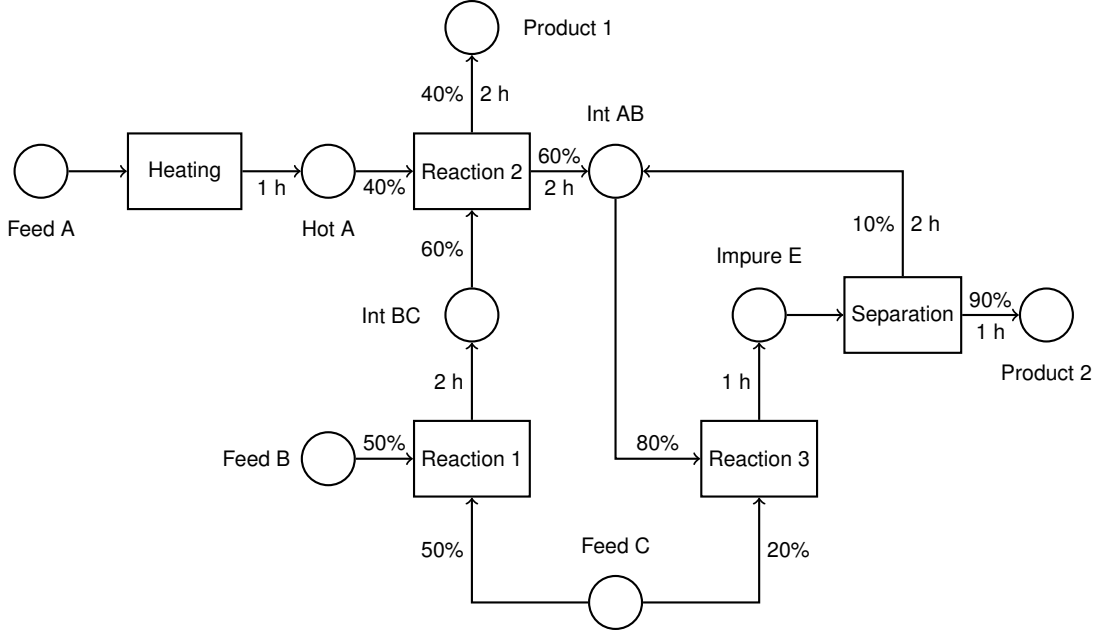 Product 1
40%
2 h
Int AB
Heating
1 h
40%
Reaction 2
60%
2 h
Feed A
Hot A
60%
10%
2 h
Impure E
Int BC
Separation
90%
1 h
Product 2
2 h
1 h
Feed B
50%
Reaction 1
80%
Reaction 3
50%
Feed C
20%